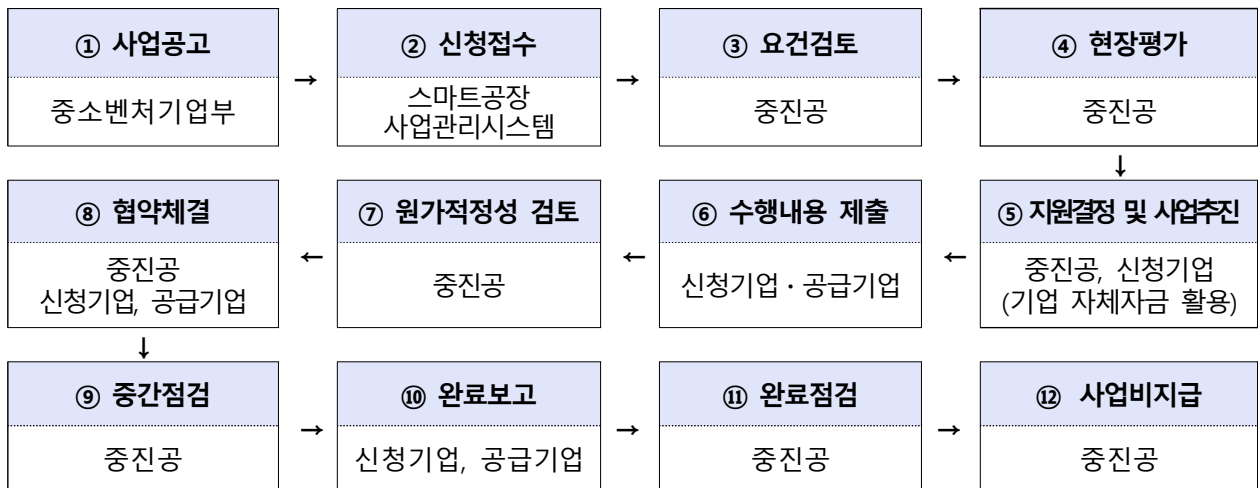 ① 사업공고
중소벤처기업부
→
② 신청접수
스마트공장
사업관리시스템
→
③ 요건검토
중진공
→
④ 현장평가
중진공
↓
⑤ 지원결정 및 사업추진
중진공, 신청기업
(기업 자체자금 활용)
←
⑥ 수행내용 제출
신청기업·공급기업
←
⑦ 원가적정성 검토
중진공
←
⑧ 협약체결
중진공
신청기업, 공급기업
↓
⑨ 중간점검
중진공
→
⑩ 완료보고
신청기업, 공급기업
→
⑪ 완료점검
중진공
→
⑫ 사업비지급
중진공